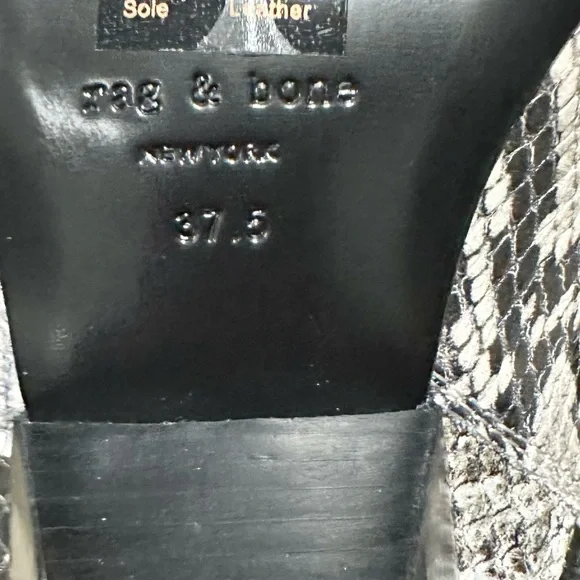 Sole Leather
rag & bone
NEW YORK
37.5